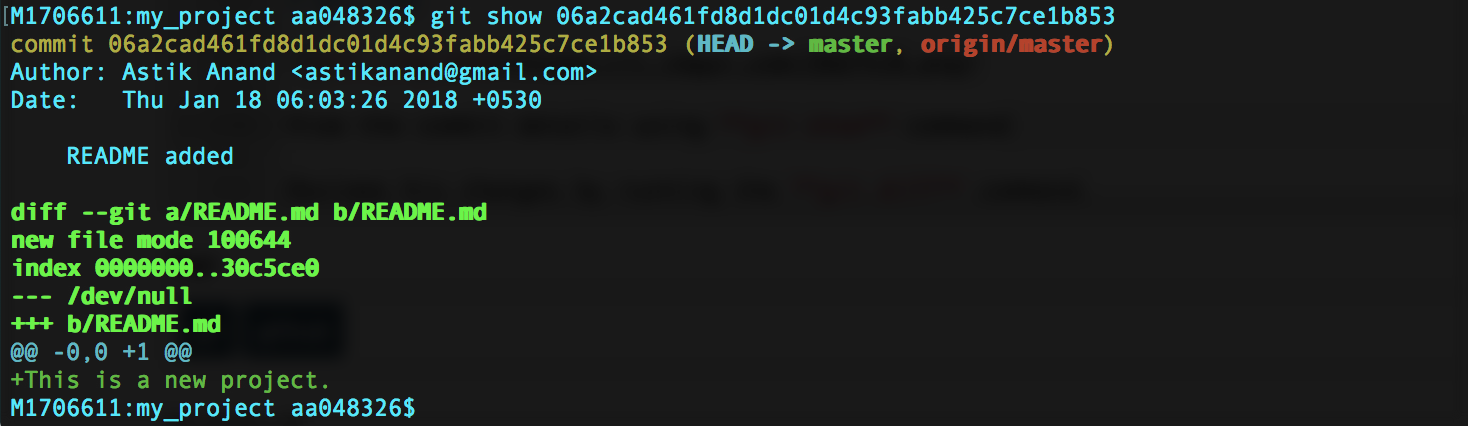 M1706611:my_project aa048326$ git show 06a2cad461fd8d1dc01d4c93fabb425c7ce1b853
commit 06a2cad461fd8d1dc01d4c93fabb425c7ce1b853 (HEAD -> master, origin/master)
Author: Astik Anand <astikanand@gmail.com>
Date:   Thu Jan 18 06:03:26 2018 +0530
    README added
diff --git a/README.md b/README.md
new file mode 100644
index 0000000..30c5ce0
--- /dev/null
+++ b/README.md
@@ -0,0 +1 @@
+This is a new project.
M1706611:my_project aa048326$